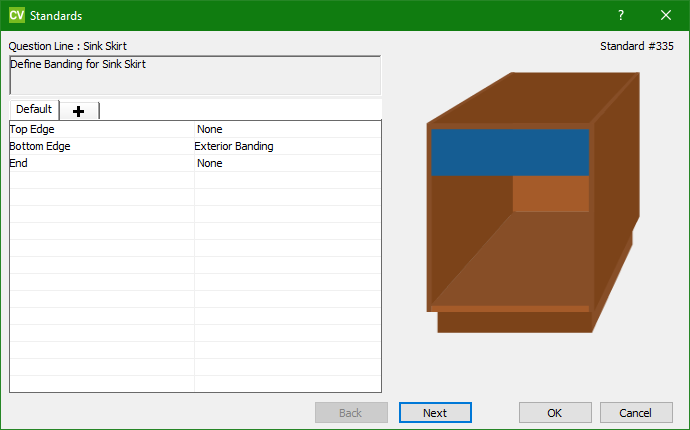 CV Standards ?
Question Line : Sink Skirt Standard #335
Define Banding for Sink Skirt
Default
Top Edge None
Bottom Edge Exterior Banding
End None
Back Next OK Cancel